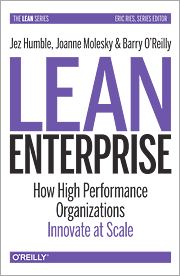 THE LEAN SERIES
ERIC RIES, SERIES EDITOR
Jez Humble, Joanne Molesky & Barry O'Reilly
LEAN
ENTERPRISE
How High Performance
Organizations
Innovate at Scale
O'REILLY®